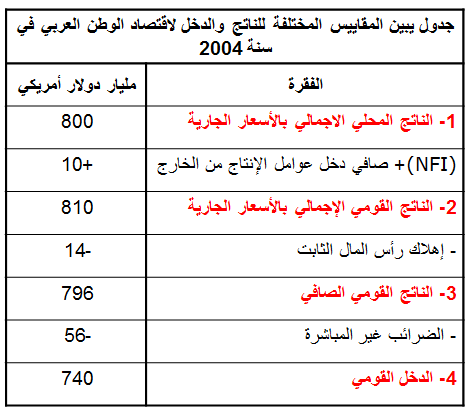 جدول يبين المقاييس المختلفة للناتج والدخل لاقتصاد الوطن العربي في
سنة 2004
الفقرة	مليار دولار أمريكي
1- الناتج المحلي الاجمالي بالأسعار الجارية	800
(NFI)+ صافي دخل عوامل الإنتاج من الخارج	10+
2- الناتج القومي الإجمالي بالأسعار الجارية	810
- إهلاك رأس المال الثابت	14-
3- الناتج القومي الصافي	796
- الضرائب غير المباشرة	56-
4- الدخل القومي	740